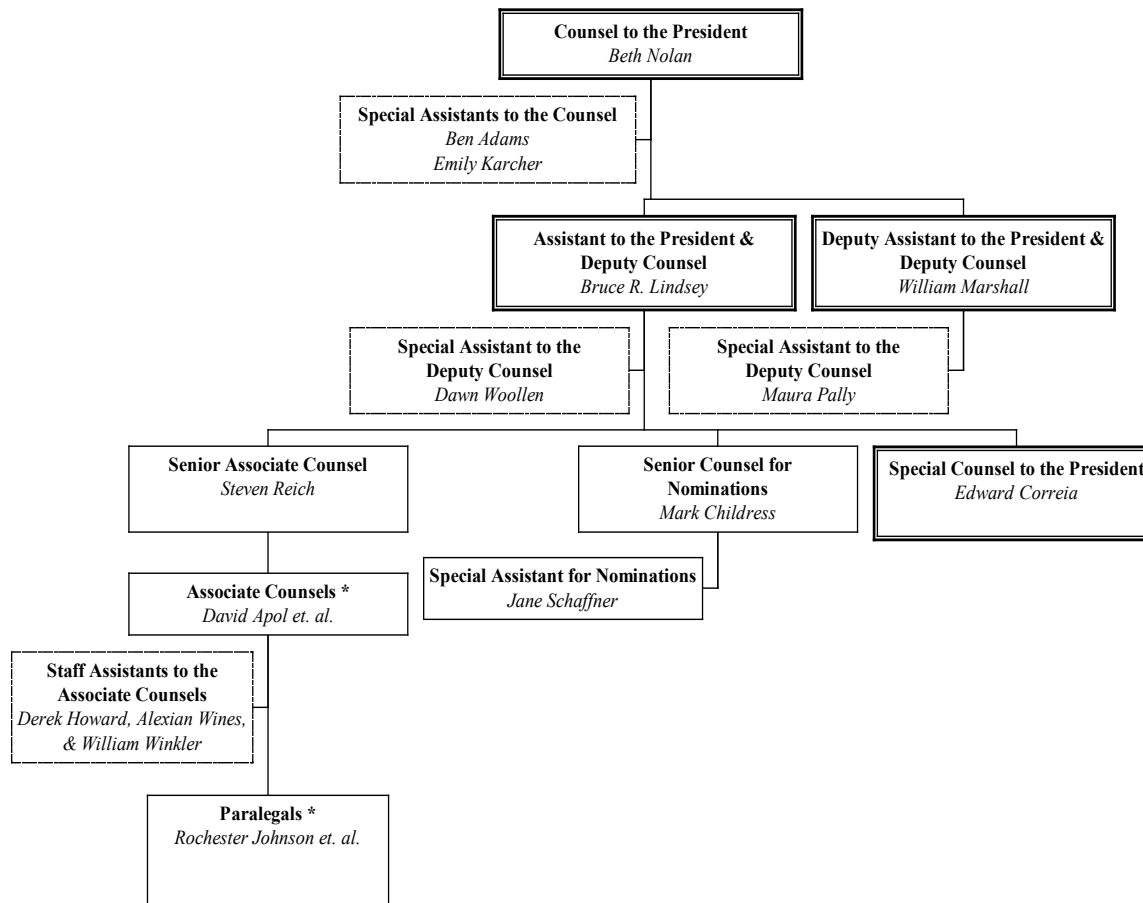 Counsel to the President
Beth Nolan
Special Assistants to the Counsel
Ben Adams
Emily Karcher
Assistant to the President &
Deputy Counsel
Bruce R. Lindsey
Deputy Assistant to the President &
Deputy Counsel
William Marshall
Special Assistant to the
Deputy Counsel
Dawn Woollen
Special Assistant to the
Deputy Counsel
Maura Pally
Senior Associate Counsel
Steven Reich
Senior Counsel for
Nominations
Mark Childress
Special Counsel to the President
Edward Correia
Associate Counsels *
David Apol et. al.
Special Assistant for Nominations
Jane Schaffner
Staff Assistants to the
Associate Counsels
Derek Howard, Alexian Wines,
& William Winkler
Paralegals *
Rochester Johnson et. al.